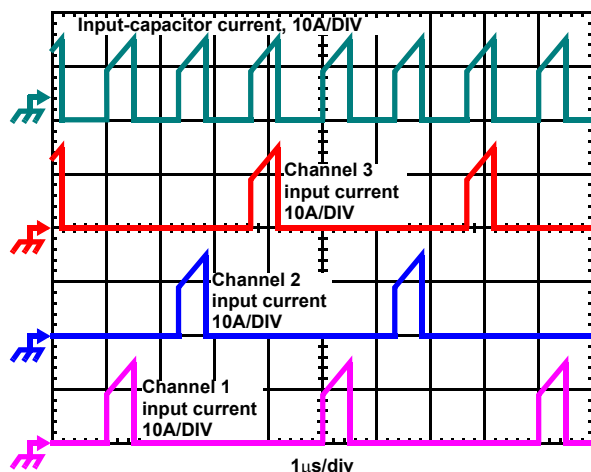 Input-capacitor current, 10A/DIV
Channel 3
input current
10A/DIV
Channel 2
input current
10A/DIV
Channel 1
input current
10A/DIV
1μs/div